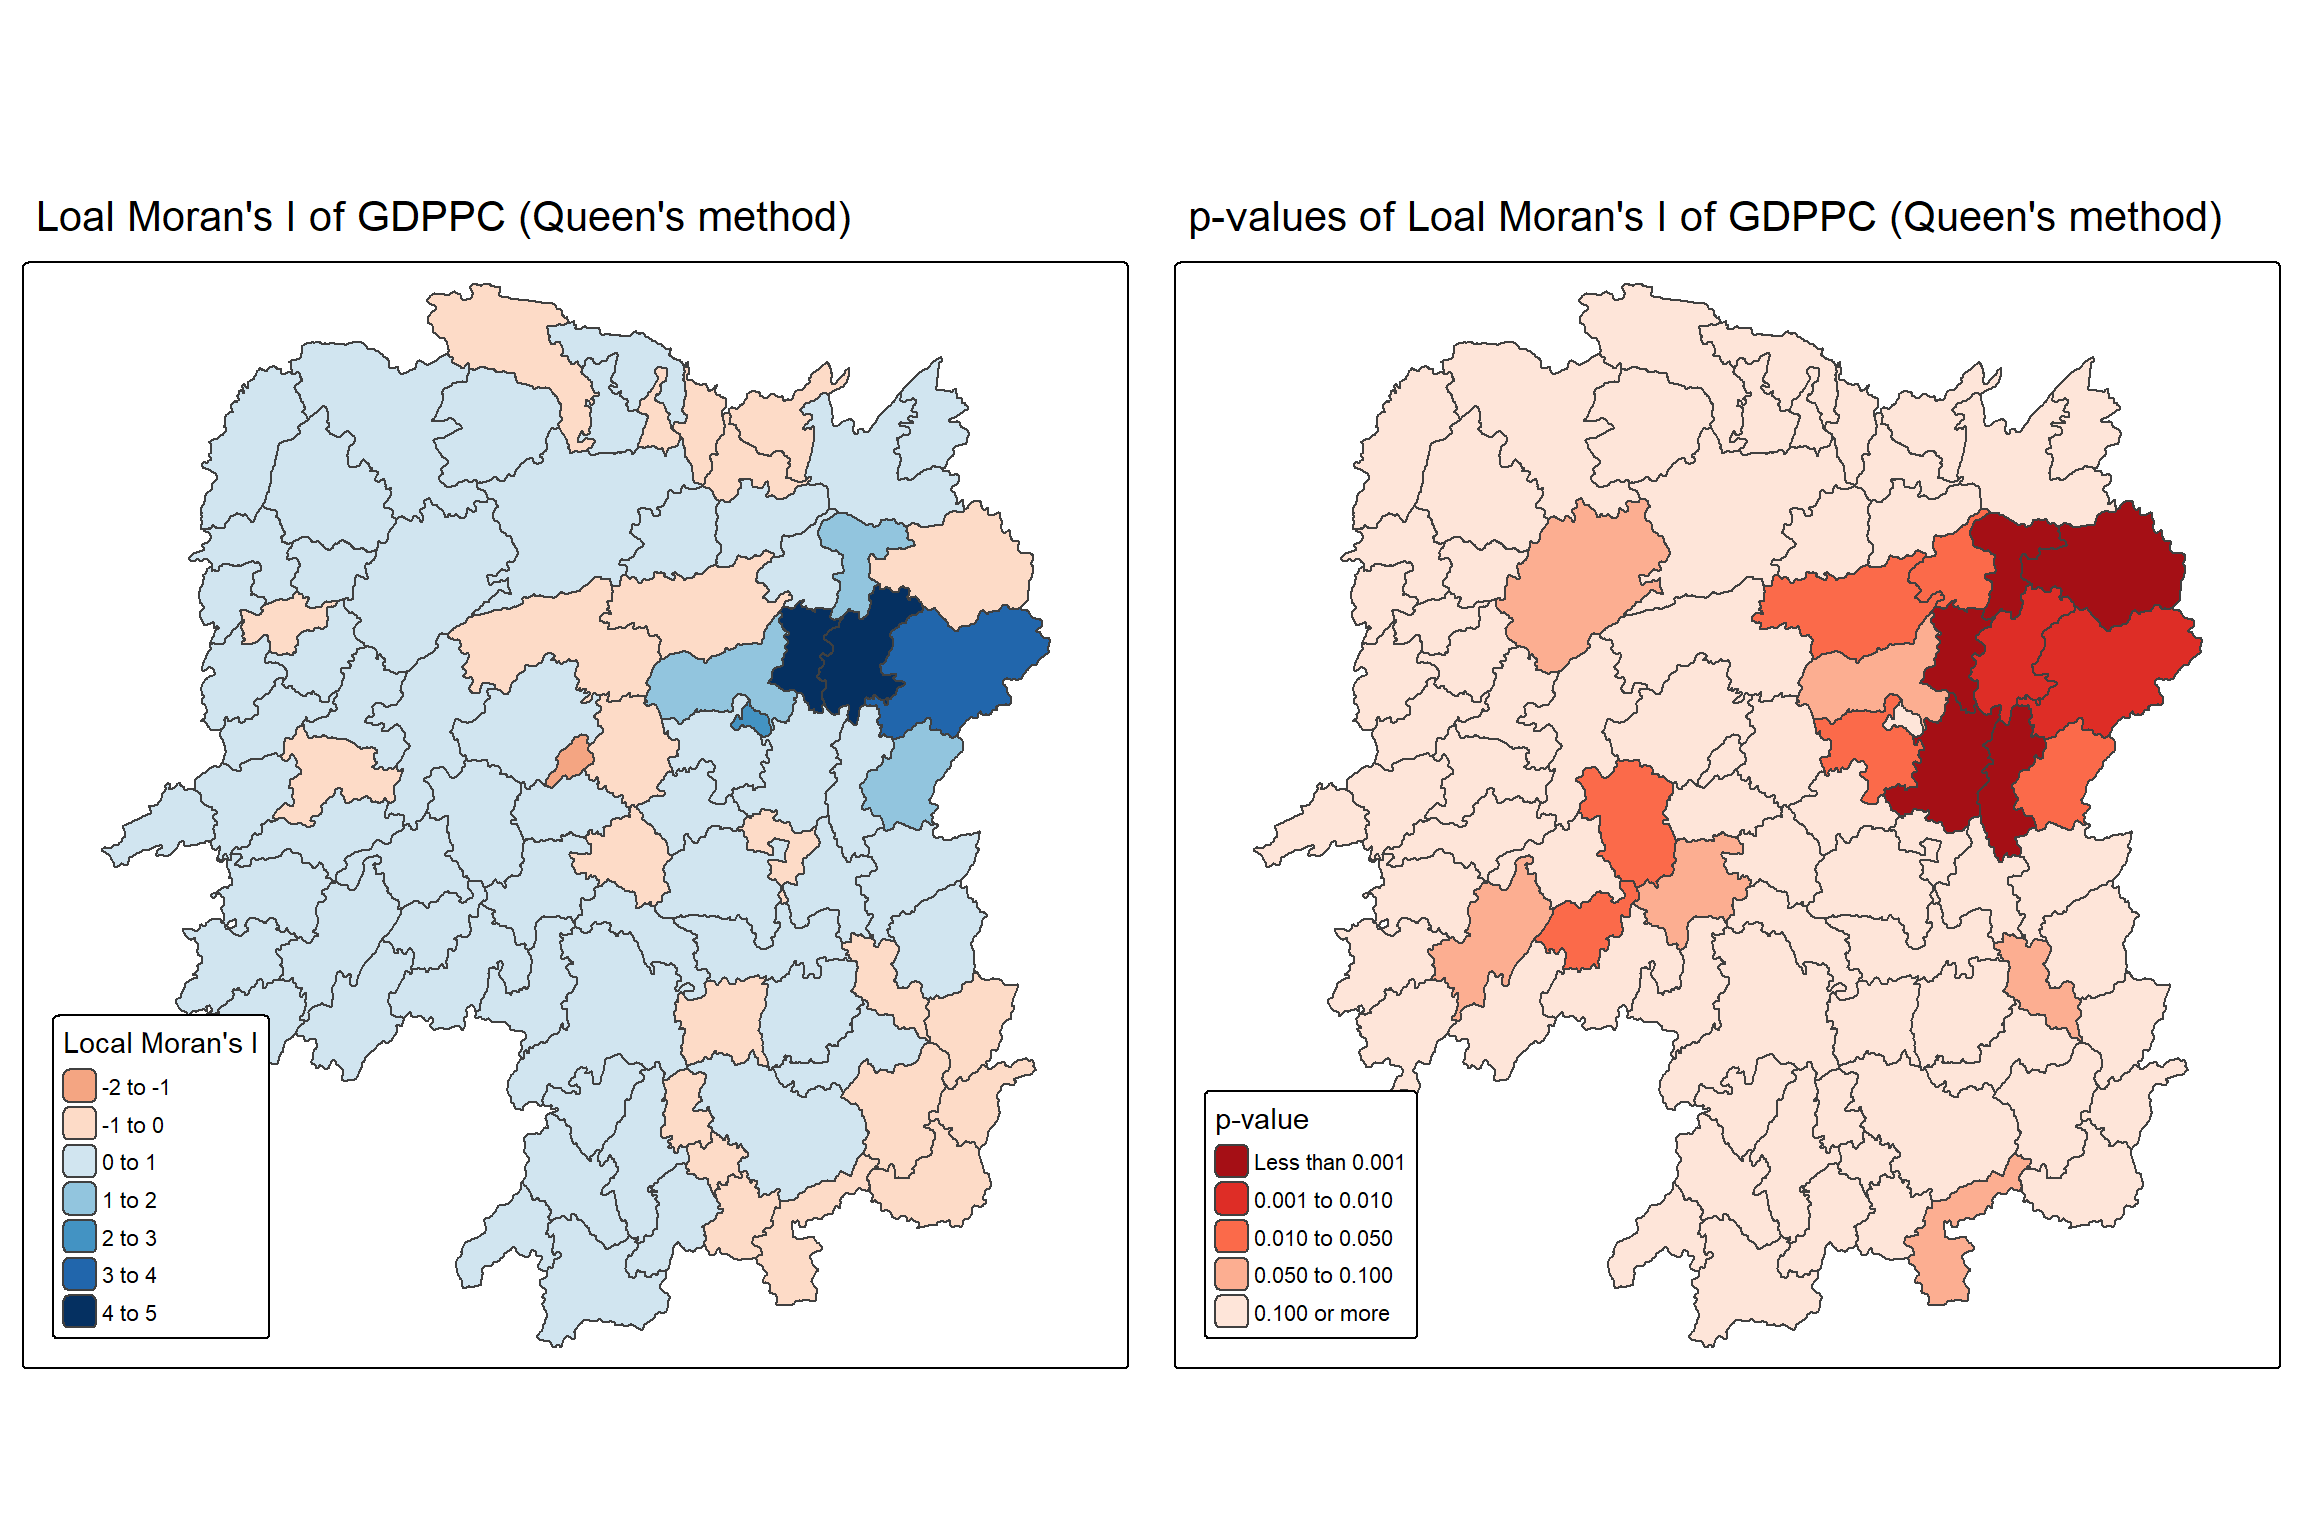 Loal Moran's I of GDPPC (Queen's method)
p-values of Loal Moran's I of GDPPC (Queen's method)
Local Moran's I
-2 to -1
-1 to 0
0 to 1
1 to 2
2 to 3
3 to 4
4 to 5
p-value
Less than 0.001
0.001 to 0.010
0.010 to 0.050
0.050 to 0.100
0.100 or more